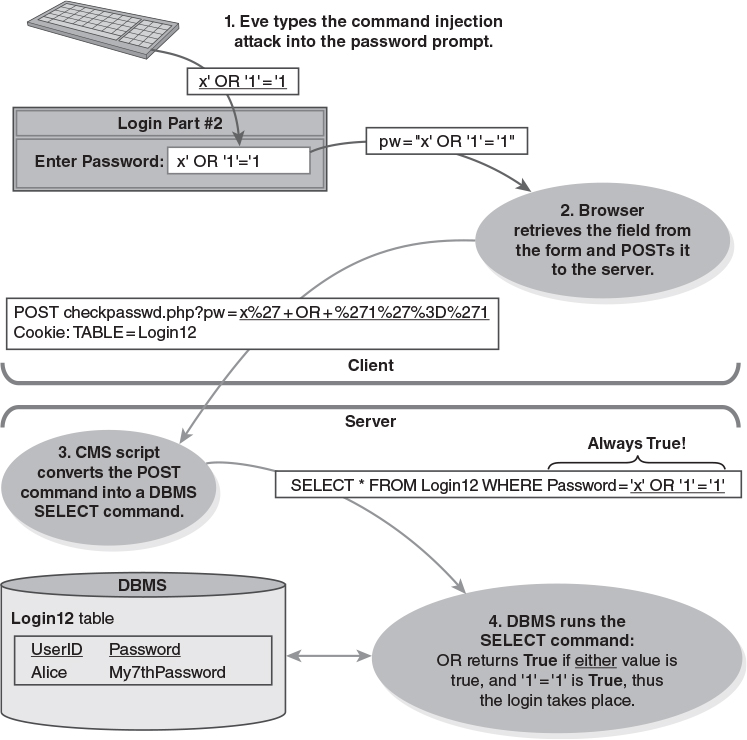 1. Eve types the command injection
attack into the password prompt.
x' OR '1'='1
Login Part #2
Enter Password: x' OR '1'='1
pw="x' OR '1'='1"
2. Browser
retrieves the field from
the form and POSTs it
to the server.
POST checkpasswd.php?pw=x%27+OR+%271%27%3D%271
Cookie: TABLE=Login12
Client
Server
3. CMS script
converts the POST
command into a DBMS
SELECT command.
Always True!
SELECT * FROM Login12 WHERE Password='x' OR '1'='1'
DBMS
Login12 table
UserID Password
Alice My7thPassword
4. DBMS runs the
SELECT command:
OR returns True if either value is
true, and '1'='1' is True, thus
the login takes place.